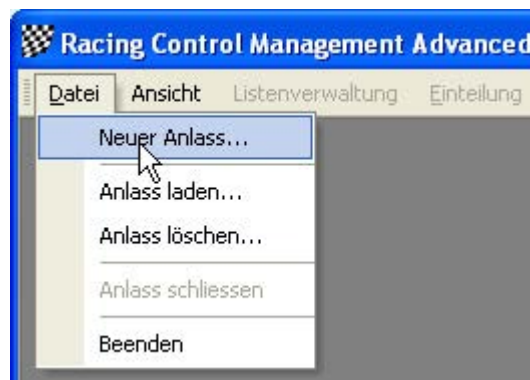 Racing Control Management Advanced
Datei Ansicht Listenverwaltung Einteilung
Neuer Anlass...
Anlass laden...
Anlass löschen...
Anlass schliessen
Beenden